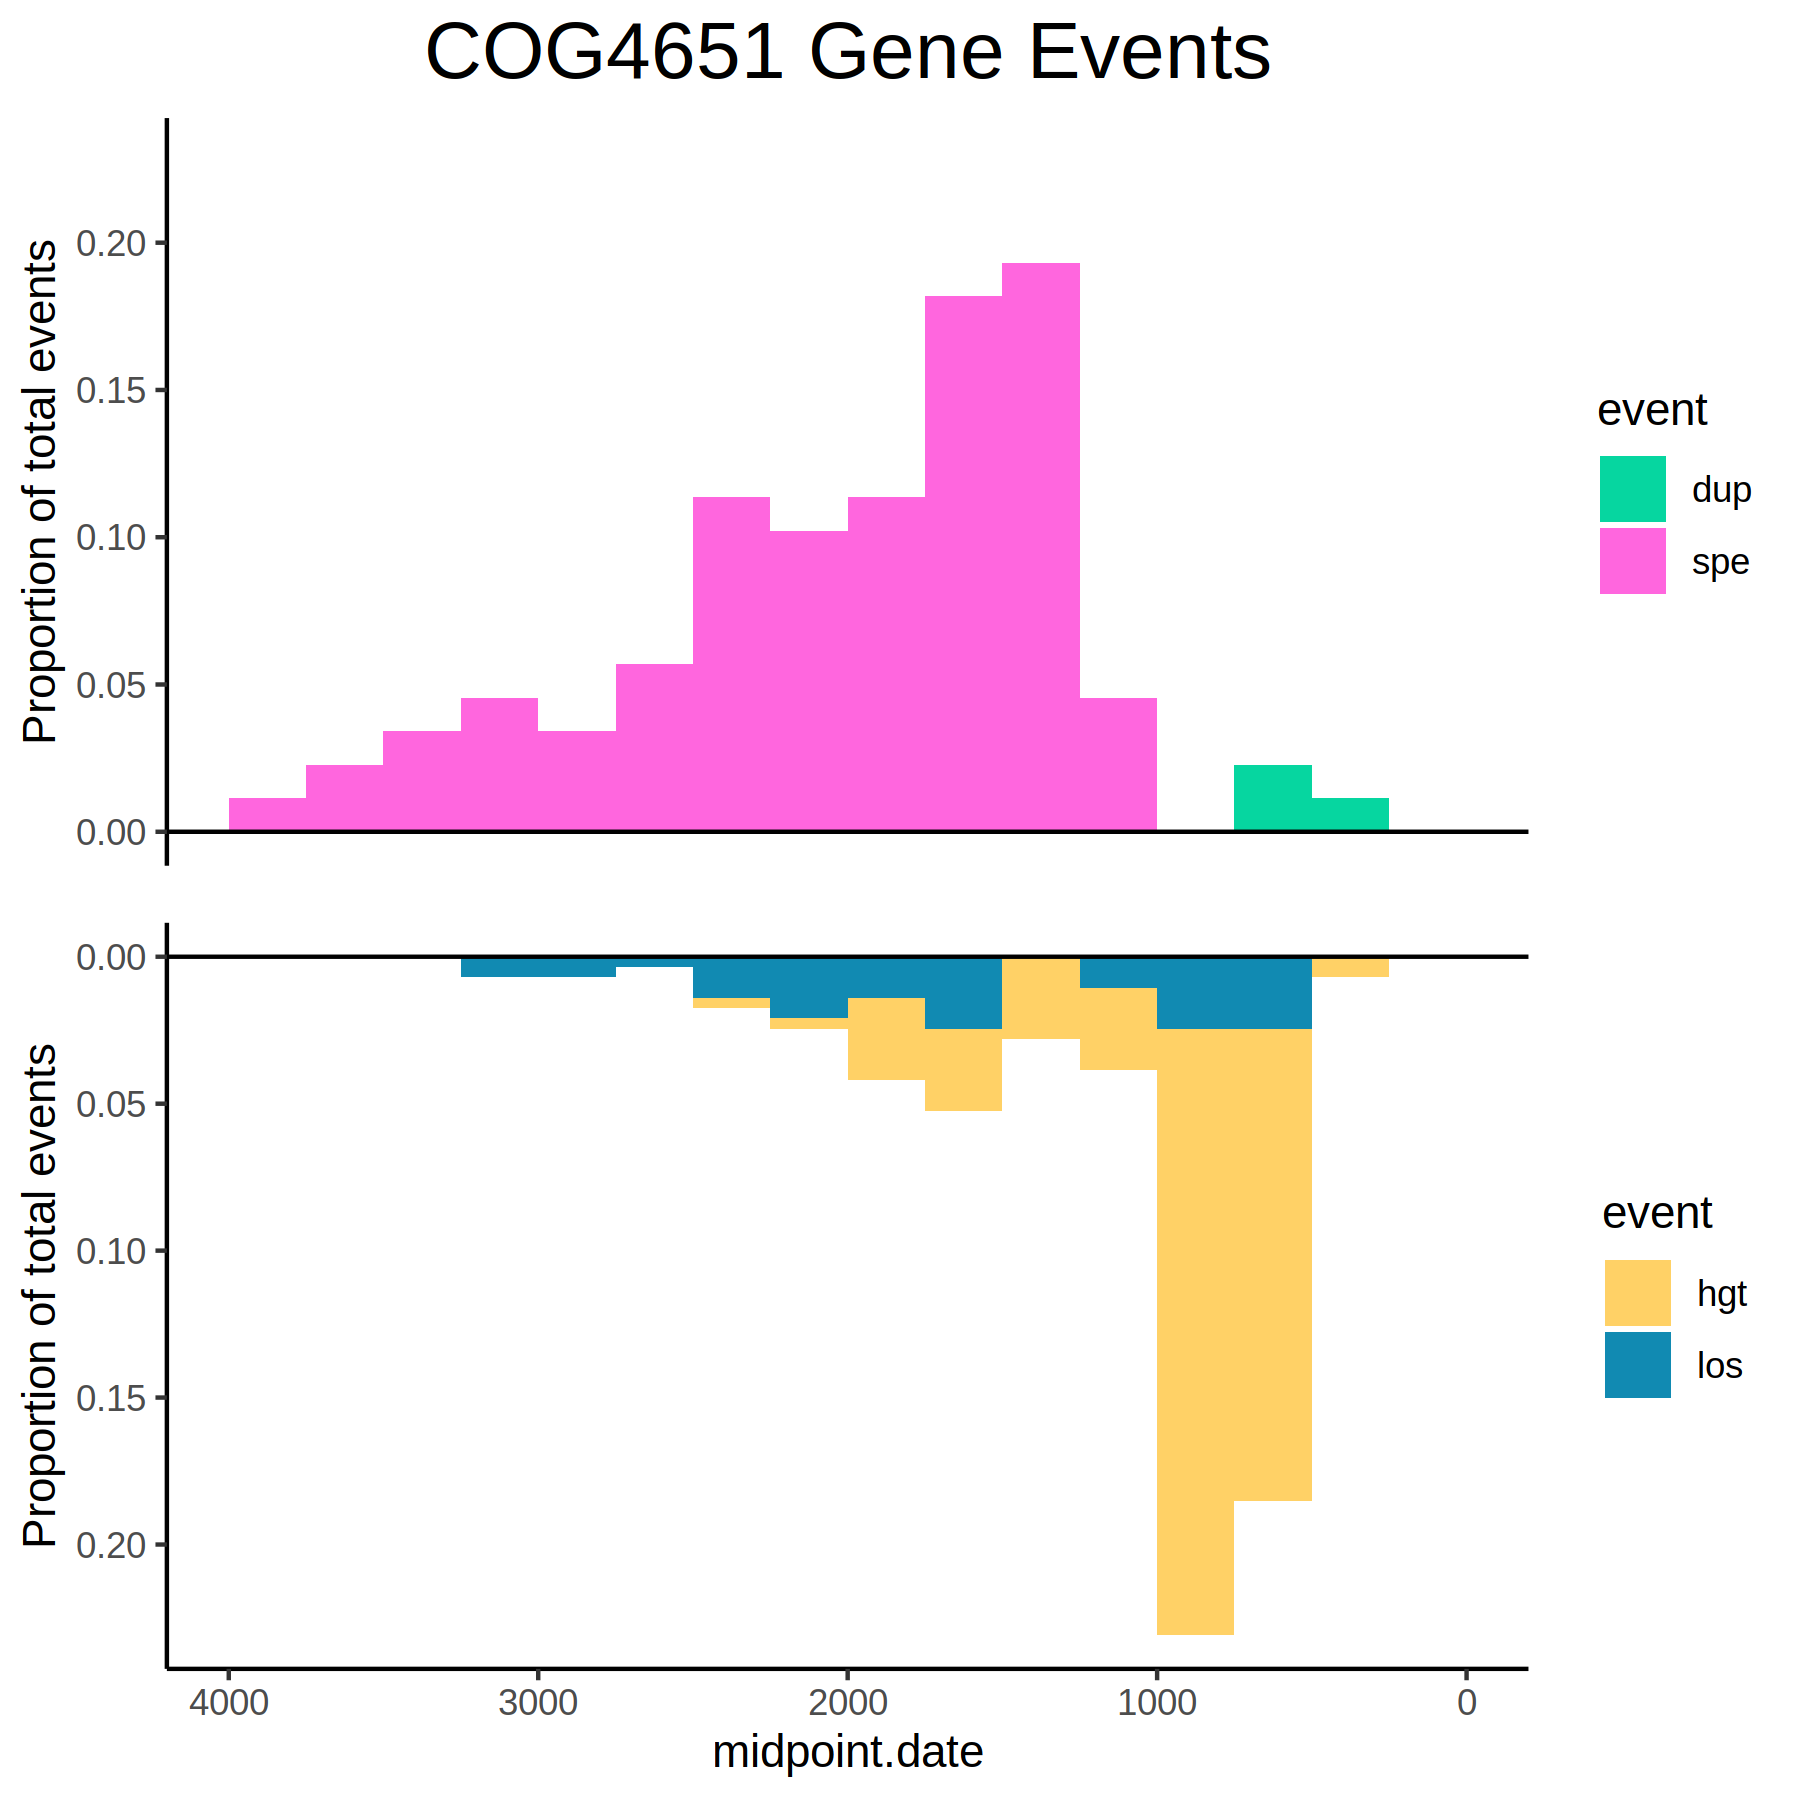 COG4651 Gene Events
Proportion of total events
0.20
0.15
0.10
0.05
0.00
event
dup
spe
Proportion of total events
0.00
0.05
0.10
0.15
0.20
event
hgt
los
4000 3000 2000 1000 0
midpoint.date